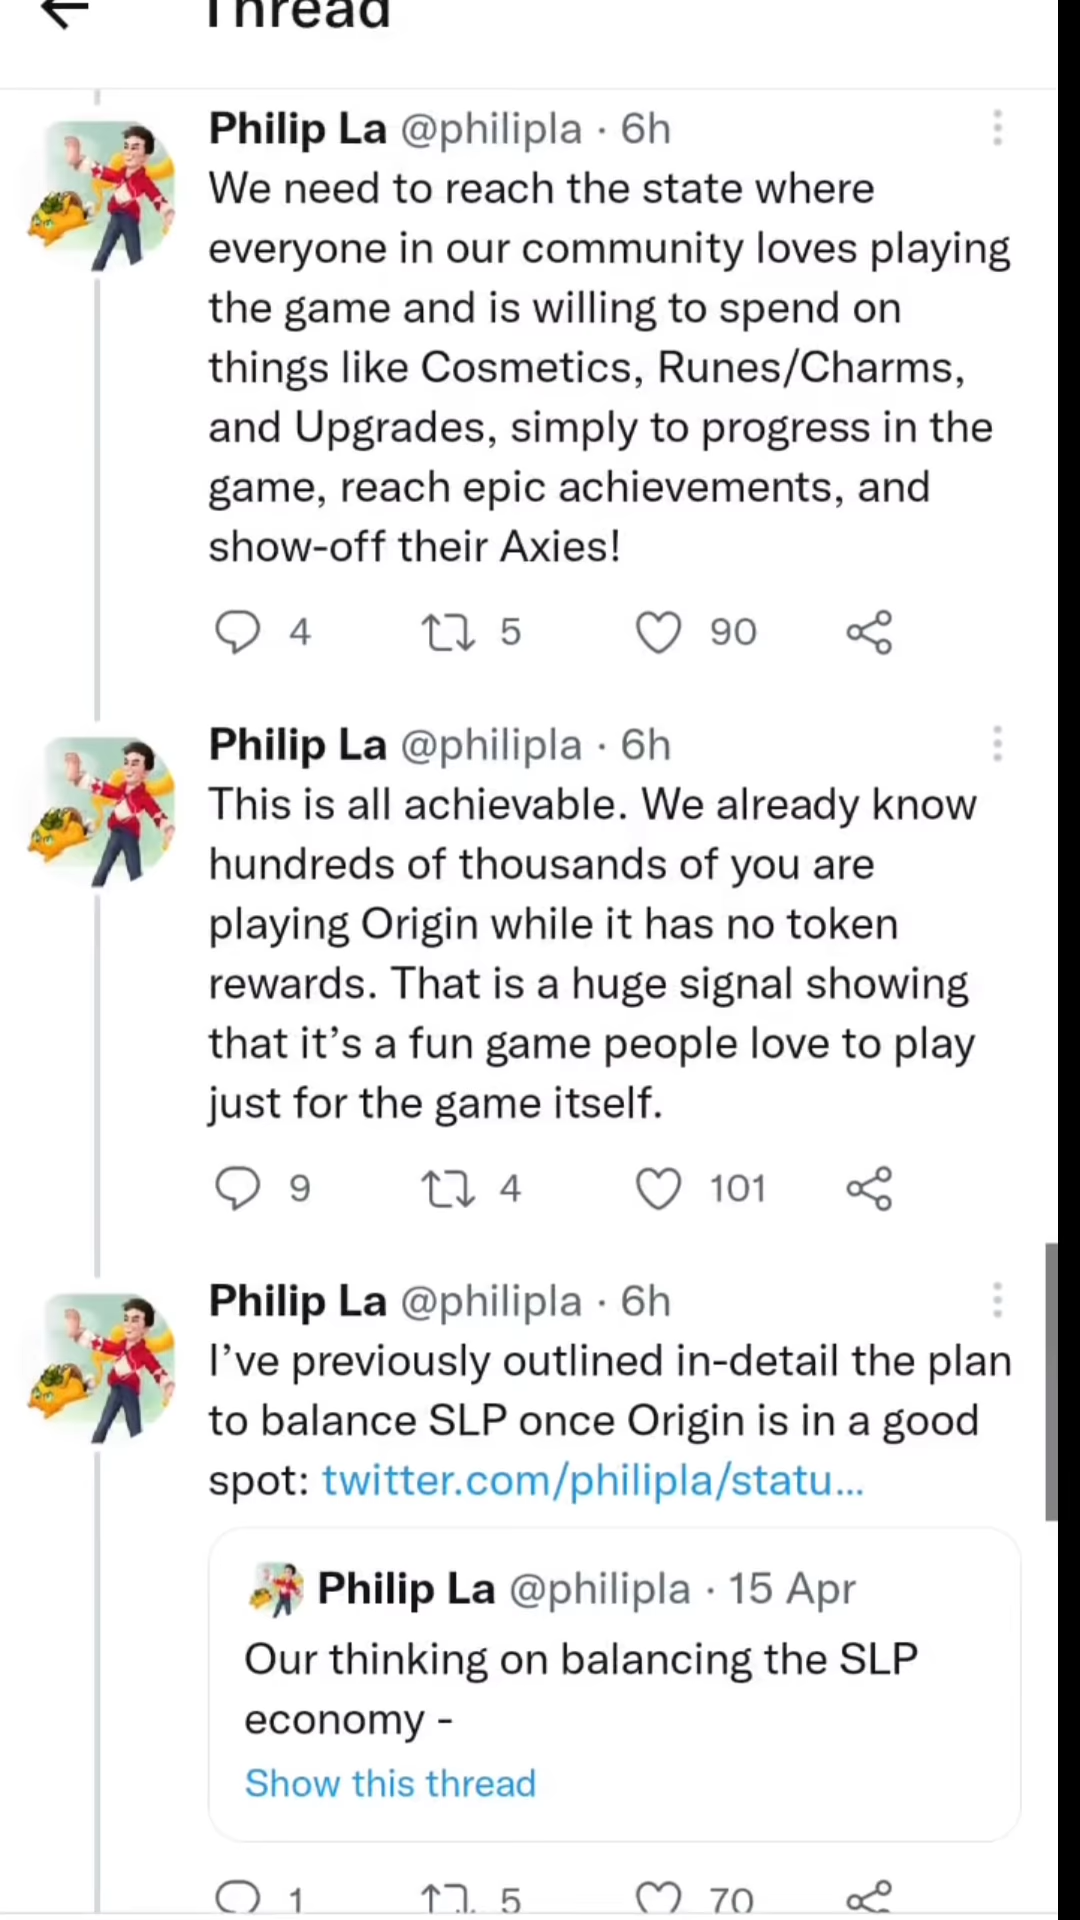 Thread
Philip La @philipla · 6h
We need to reach the state where
everyone in our community loves playing
the game and is willing to spend on
things like Cosmetics, Runes/Charms,
and Upgrades, simply to progress in the
game, reach epic achievements, and
show-off their Axies!
4 5 90
Philip La @philipla · 6h
This is all achievable. We already know
hundreds of thousands of you are
playing Origin while it has no token
rewards. That is a huge signal showing
that it’s a fun game people love to play
just for the game itself.
9 4 101
Philip La @philipla · 6h
I’ve previously outlined in-detail the plan
to balance SLP once Origin is in a good
spot: twitter.com/philipla/statu...
Philip La @philipla · 15 Apr
Our thinking on balancing the SLP
economy -
Show this thread
1 5 70